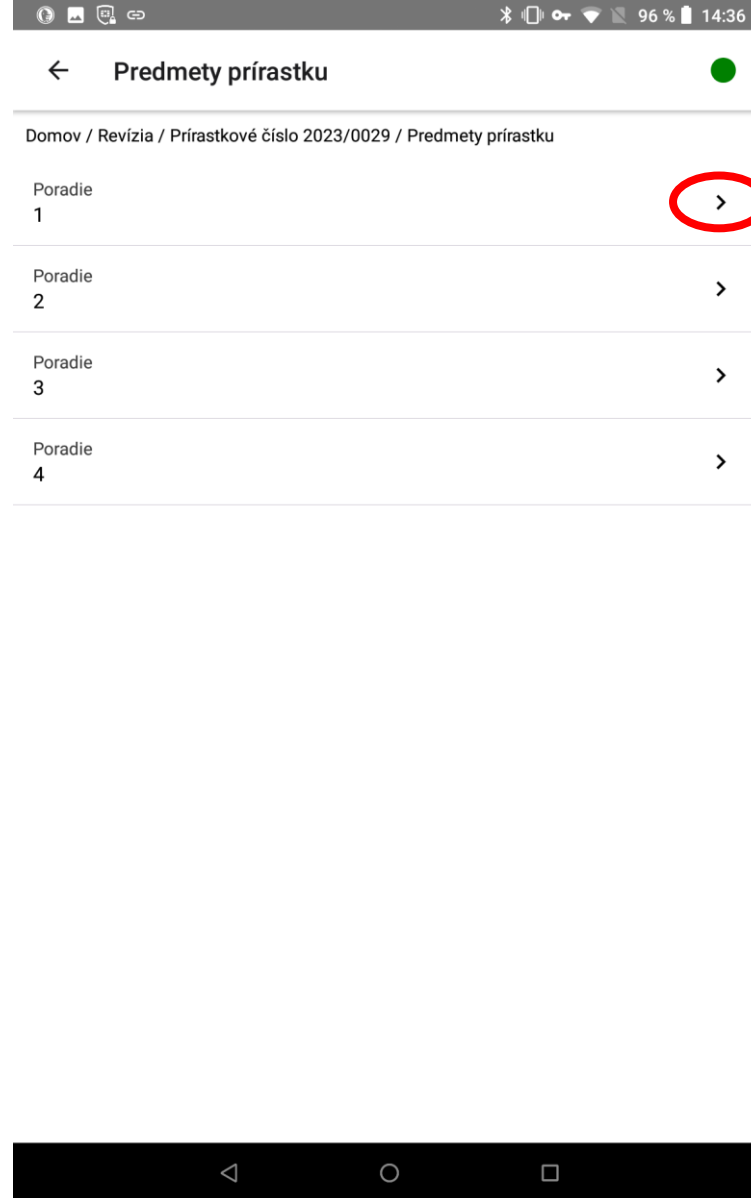 96 % 14:36
Predmety prírastku
Domov / Revízia / Prírastkové číslo 2023/0029 / Predmety prírastku
Poradie
1
Poradie
2
Poradie
3
Poradie
4